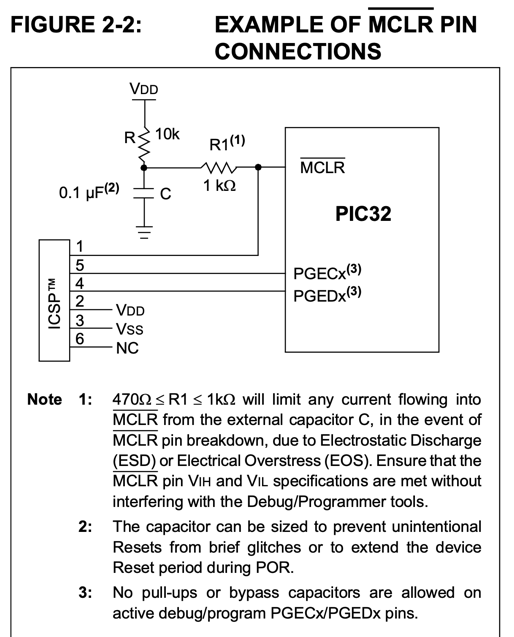 FIGURE 2-2: EXAMPLE OF MCLR PIN
CONNECTIONS
VDD
R 10k
R1(1)
1 kΩ
0.1 µF(2) C
MCLR
PIC32
ICSP™
1
5
4
2
3
6
VDD
VSS
NC
PGECx(3)
PGEDx(3)
Note 1: 470Ω ≤ R1 ≤ 1kΩ will limit any current flowing into
MCLR from the external capacitor C, in the event of
MCLR pin breakdown, due to Electrostatic Discharge
(ESD) or Electrical Overstress (EOS). Ensure that the
MCLR pin VIH and VIL specifications are met without
interfering with the Debug/Programmer tools.
2: The capacitor can be sized to prevent unintentional
Resets from brief glitches or to extend the device
Reset period during POR.
3: No pull-ups or bypass capacitors are allowed on
active debug/program PGECx/PGEDx pins.